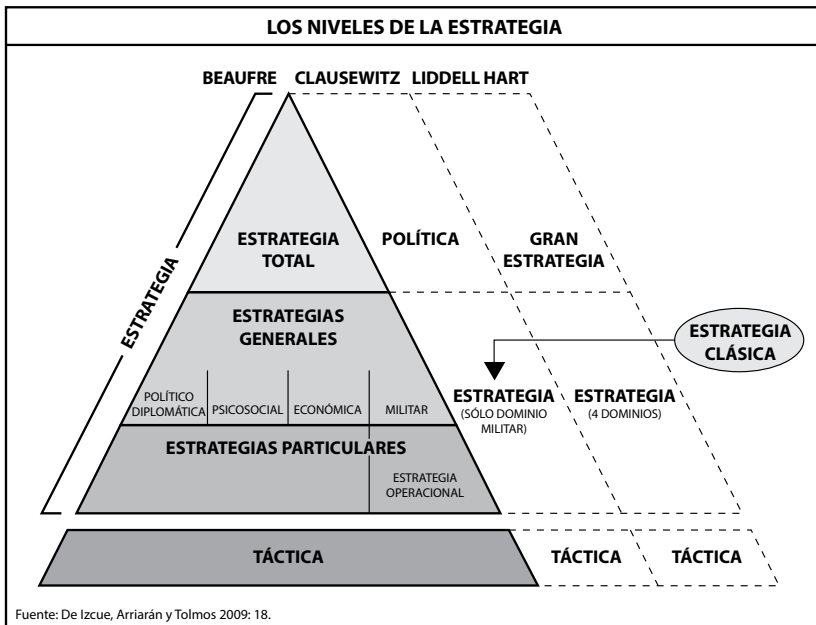 LOS NIVELES DE LA ESTRATEGIA
BEAUFRE CLAUSEWITZ LIDDELL HART
ESTRATEGIA
ESTRATEGIA
TOTAL
POLÍTICA
GRAN
ESTRATEGIA
ESTRATEGIAS
GENERALES
POLÍTICO
DIPLOMÁTICA
PSICOSOCIAL
ECONÓMICA
MILITAR
ESTRATEGIA
(SÓLO DOMINIO
MILITAR)
ESTRATEGIA
(4 DOMINIOS)
ESTRATEGIA
CLÁSICA
ESTRATEGIAS PARTICULARES
ESTRATEGIA
OPERACIONAL
TÁCTICA
TÁCTICA
TÁCTICA
Fuente: De Izcue, Arriarán y Tolmos 2009: 18.